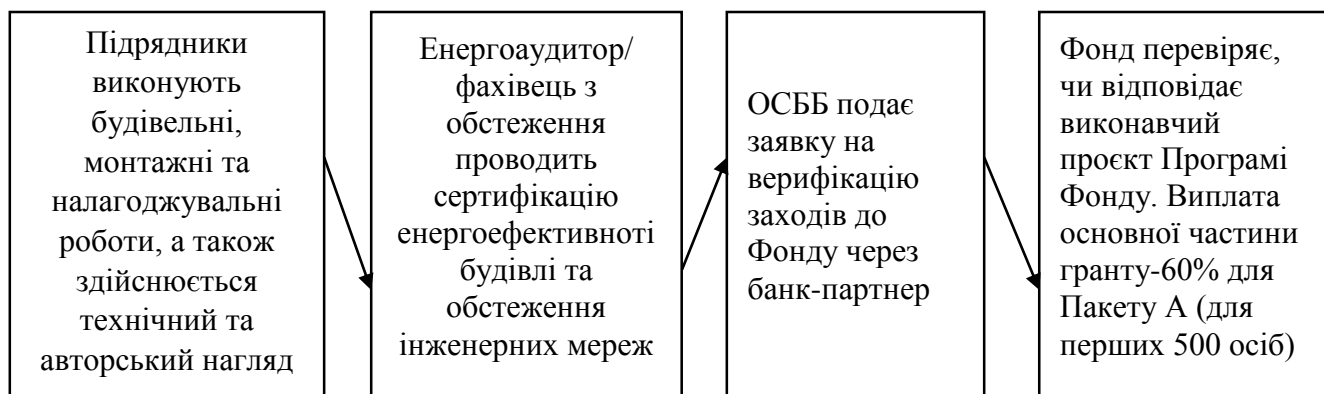 Підрядники
виконують
будівельні,
монтажні та
налагоджувальні
роботи, а також
здійснюється
технічний та
авторський нагляд
Енергоаудитор/
фахівець з
обстеження
проводить
сертифікацію
енергоефективноті
будівлі та
обстеження
інженерних мереж
ОСББ подає
заявку на
верифікацію
заходів до
Фонду через
банк-партнер
Фонд перевіряє,
чи відповідає
виконавчий
проєкт Програмі
Фонду. Виплата
основної частини
гранту-60% для
Пакету А (для
перших 500 осіб)